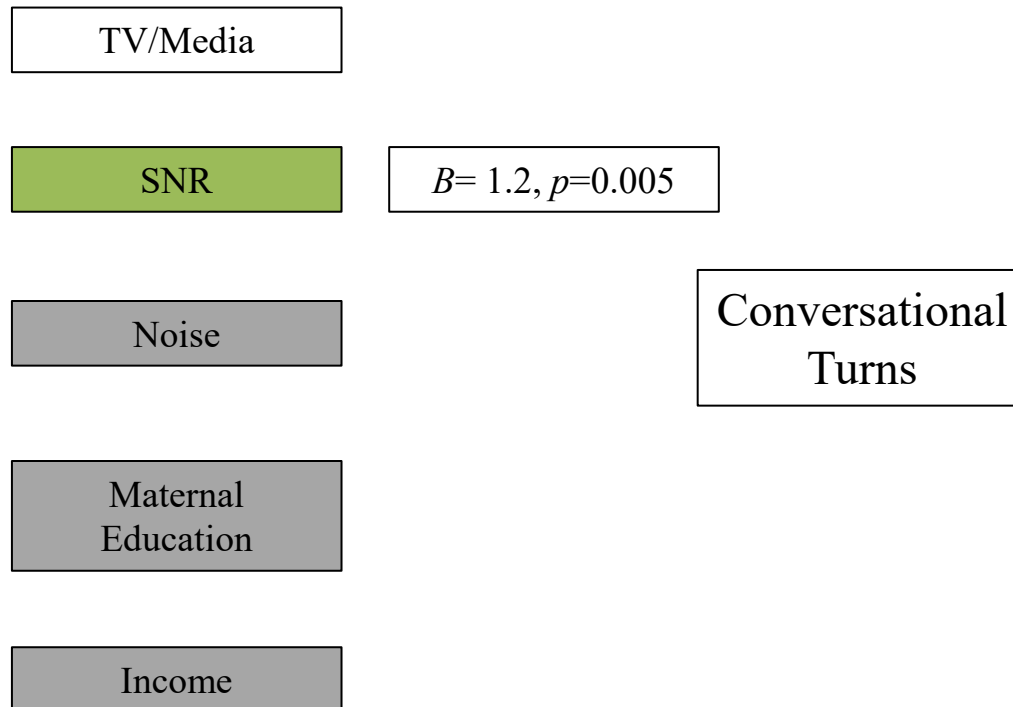 TV/Media
SNR
B= 1.2, p=0.005
Noise
Conversational
Turns
Maternal
Education
Income